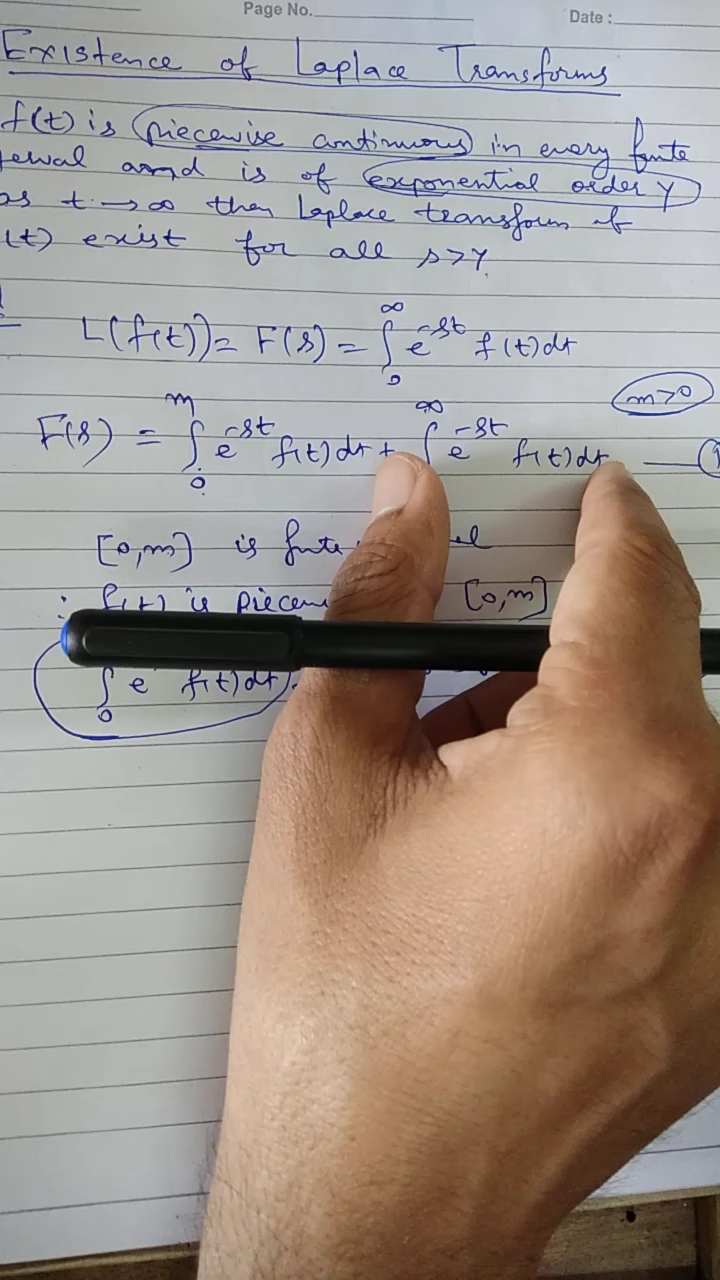 Page No.
Date :
Existence of Laplace Transforms
f(t) is piecewise continuous in every finite
and is of exponential order γ
as t → ∞ then Laplace transform of
exist for all s > γ.
L(f(t)) = F(s) = ∫₀^∞ e^{-st} f(t) dt
m > 0
F(s) = ∫₀^m e^{-st} f(t) dt + ∫^∞ e^{-st} f(t) dt
[0, m] is finite
∵ f(t) is [0, m]
∫₀ e f(t) dt